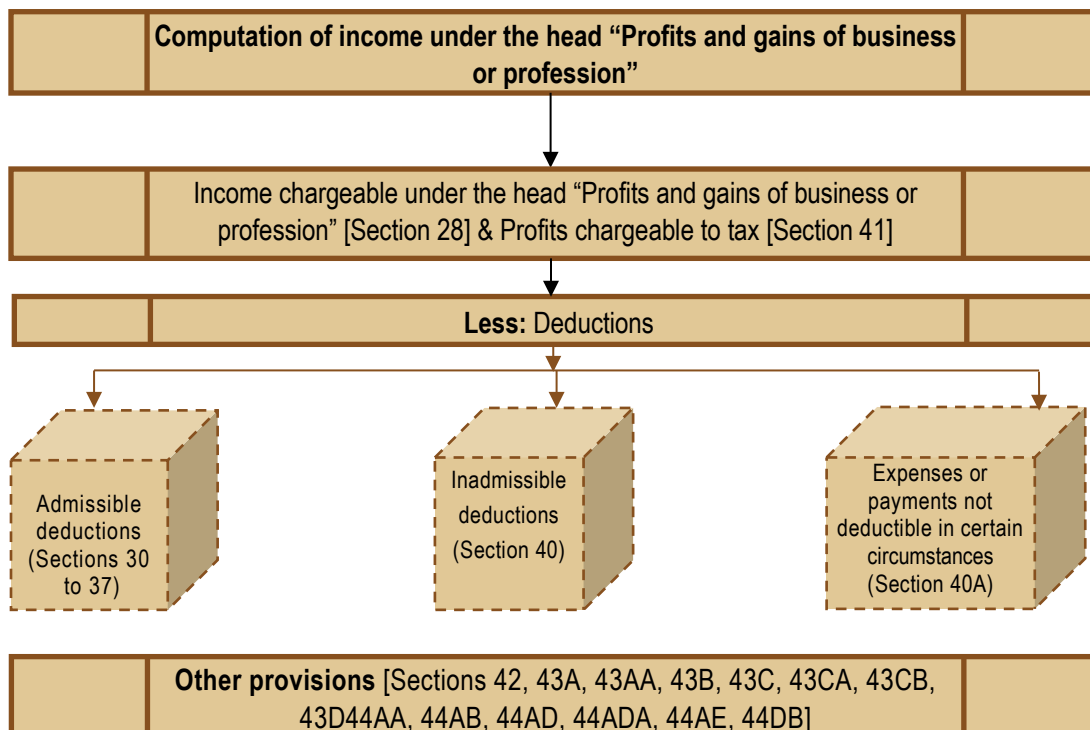 Computation of income under the head “Profits and gains of business
or profession”
Income chargeable under the head “Profits and gains of business or
profession” [Section 28] & Profits chargeable to tax [Section 41]
Less: Deductions
Admissible
deductions
(Sections 30
to 37)
Inadmissible
deductions
(Section 40)
Expenses or
payments not
deductible in certain
circumstances
(Section 40A)
Other provisions [Sections 42, 43A, 43AA, 43B, 43C, 43CA, 43CB,
43D44AA, 44AB, 44AD, 44ADA, 44AE, 44DB]